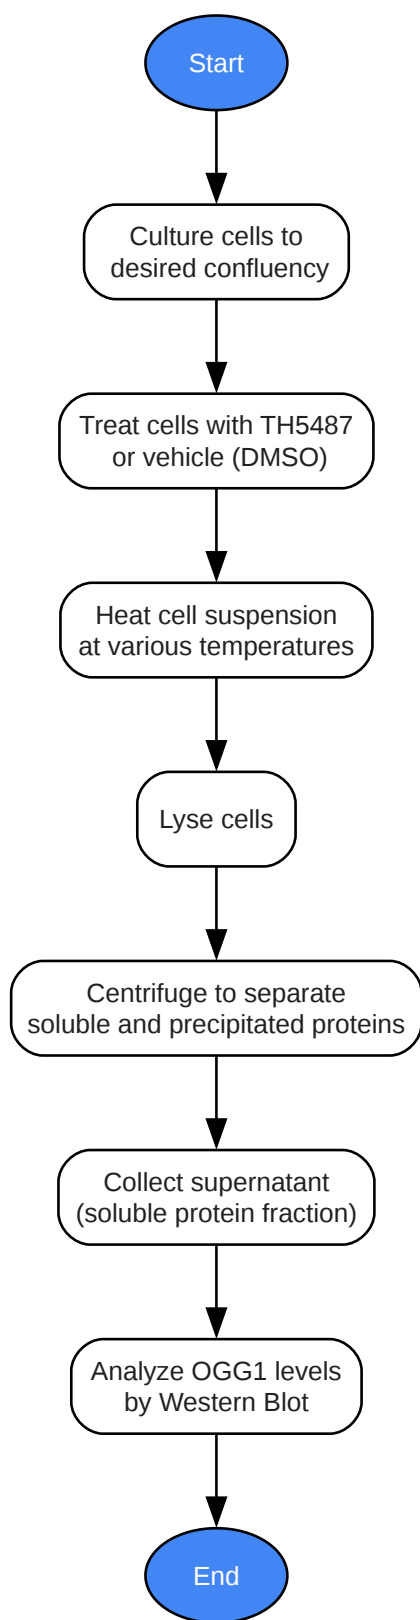 Start
Culture cells to
desired confluency
Treat cells with TH5487
or vehicle (DMSO)
Heat cell suspension
at various temperatures
Lyse cells
Centrifuge to separate
soluble and precipitated proteins
Collect supernatant
(soluble protein fraction)
Analyze OGG1 levels
by Western Blot
End